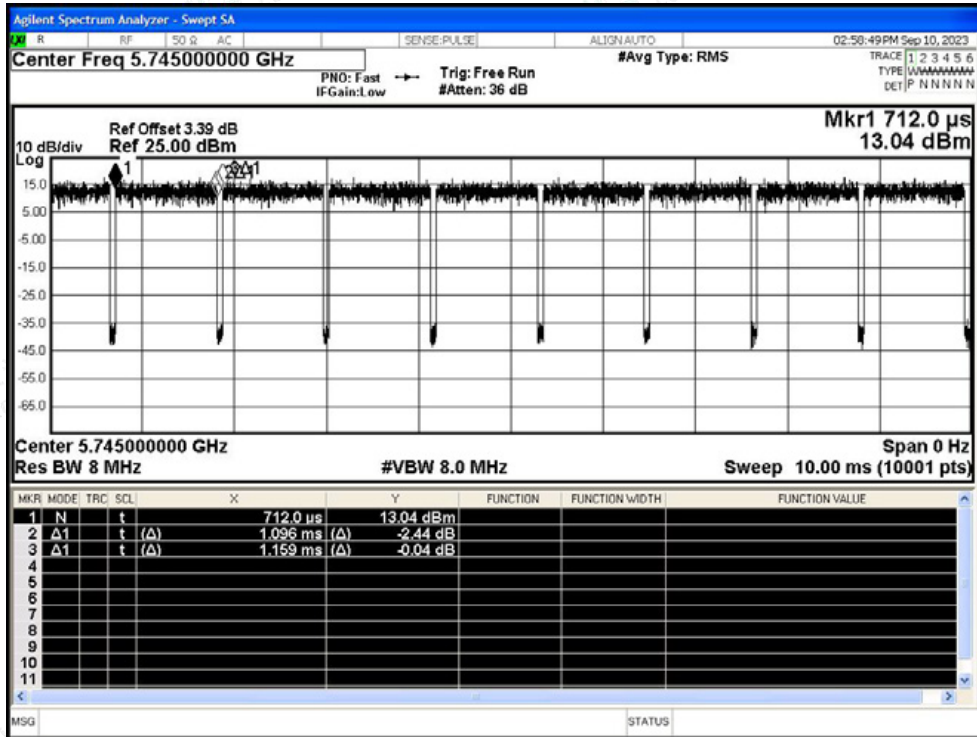 Agilent Spectrum Analyzer - Swept SA
LXI R RF 50 Ω AC SENSE:PULSE ALIGNAUTO 02:58:49PM Sep 10, 2023
Center Freq 5.745000000 GHz #Avg Type: RMS TRACE 1 2 3 4 5 6
PNO: Fast Trig: Free Run TYPE
IFGain:Low #Atten: 36 dB DET P N N N N N
Mkr1 712.0 µs
Ref Offset 3.39 dB
10 dB/div Ref 25.00 dBm 13.04 dBm
Log
1 2Δ1 3Δ1
15.0
5.00
-5.00
-15.0
-25.0
-35.0
-45.0
-55.0
-65.0
Center 5.745000000 GHz Span 0 Hz
Res BW 8 MHz #VBW 8.0 MHz Sweep 10.00 ms (10001 pts)
MKR MODE TRC SCL X Y FUNCTION FUNCTION WIDTH FUNCTION VALUE
1 N t 712.0 µs 13.04 dBm
2 Δ1 t (Δ) 1.096 ms (Δ) -2.44 dB
3 Δ1 t (Δ) 1.159 ms (Δ) -0.04 dB
4
5
6
7
8
9
10
11
MSG STATUS